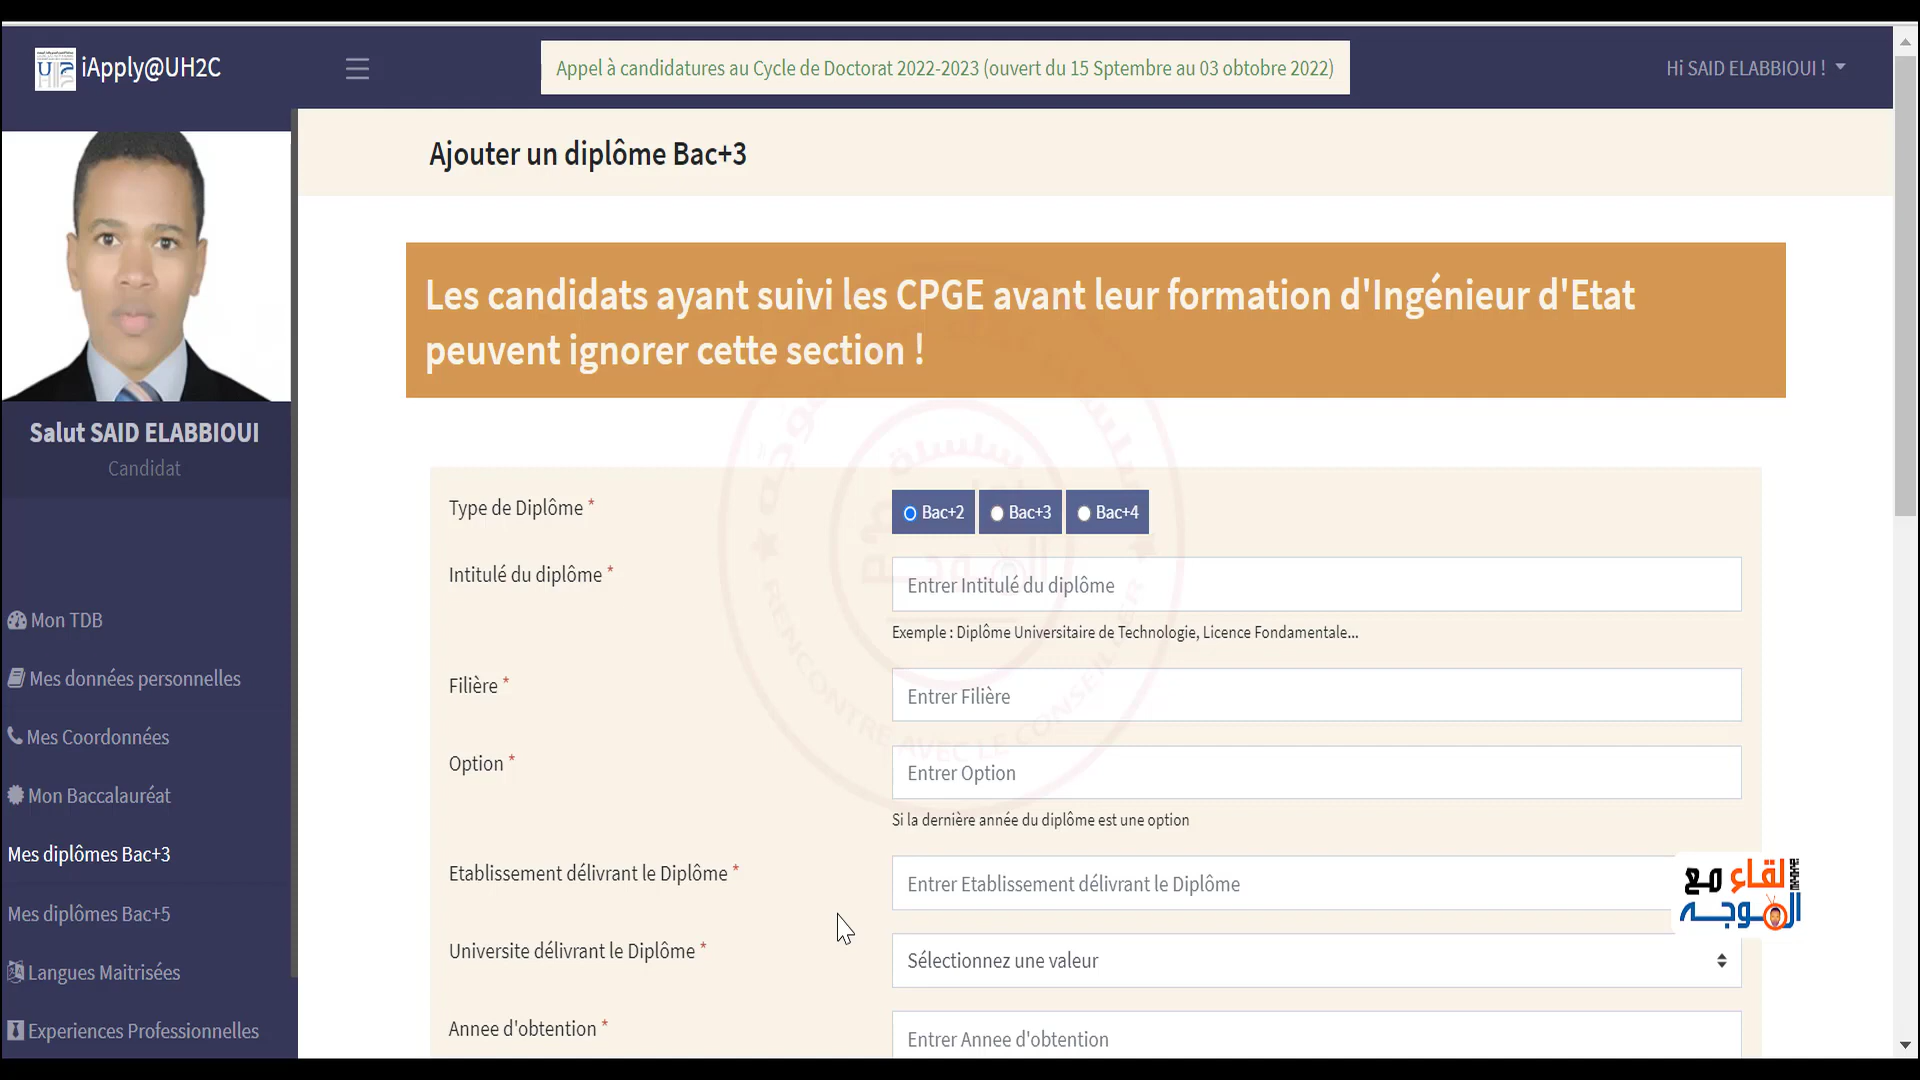 iApply@UH2C
Appel à candidatures au Cycle de Doctorat 2022-2023 (ouvert du 15 Sptembre au 03 obtobre 2022)
Hi SAID ELABBIOUI !
Salut SAID ELABBIOUI
Candidat
Mon TDB
Mes données personnelles
Mes Coordonnées
Mon Baccalauréat
Mes diplômes Bac+3
Mes diplômes Bac+5
Langues Maitrisées
Experiences Professionnelles
Ajouter un diplôme Bac+3
Les candidats ayant suivi les CPGE avant leur formation d'Ingénieur d'Etat
peuvent ignorer cette section !
Type de Diplôme *
Bac+2 Bac+3 Bac+4
Intitulé du diplôme *
Entrer Intitulé du diplôme
Exemple : Diplôme Universitaire de Technologie, Licence Fondamentale...
Filière *
Entrer Filière
Option *
Entrer Option
Si la dernière année du diplôme est une option
Etablissement délivrant le Diplôme *
Entrer Etablissement délivrant le Diplôme
Universite délivrant le Diplôme *
Sélectionnez une valeur
Annee d'obtention *
Entrer Annee d'obtention
RENCONTRE AVEC LE CONSEILLER
لقاء مع
الموجه